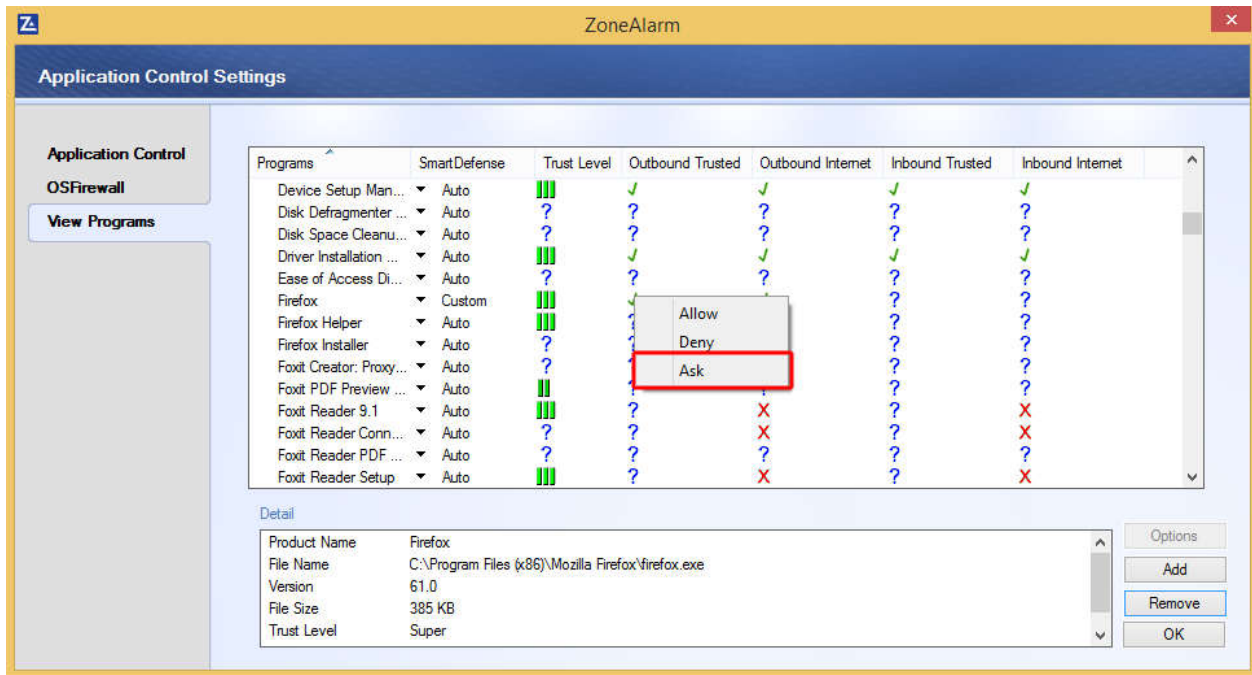 ZoneAlarm
Application Control Settings
Application Control
OSFirewall
View Programs
Programs SmartDefense Trust Level Outbound Trusted Outbound Internet Inbound Trusted Inbound Internet
Device Setup Man... Auto
Disk Defragmenter ... Auto ? ? ? ? ?
Disk Space Cleanu... Auto ? ? ? ? ?
Driver Installation ... Auto
Ease of Access Di... Auto ? ? ? ? ?
Firefox Custom ? ?
Firefox Helper Auto ? ?
Firefox Installer Auto ? ? ?
Foxit Creator: Proxy... Auto ? ? ?
Foxit PDF Preview ... Auto ? ? ? ?
Foxit Reader 9.1 Auto ? X ? X
Foxit Reader Conn... Auto ? ? X ? X
Foxit Reader PDF ... Auto ? ? ? ? ?
Foxit Reader Setup Auto ? X ? X
Allow
Deny
Ask
Detail
Product Name Firefox
File Name C:\Program Files (x86)\Mozilla Firefox\firefox.exe
Version 61.0
File Size 385 KB
Trust Level Super
Options
Add
Remove
OK